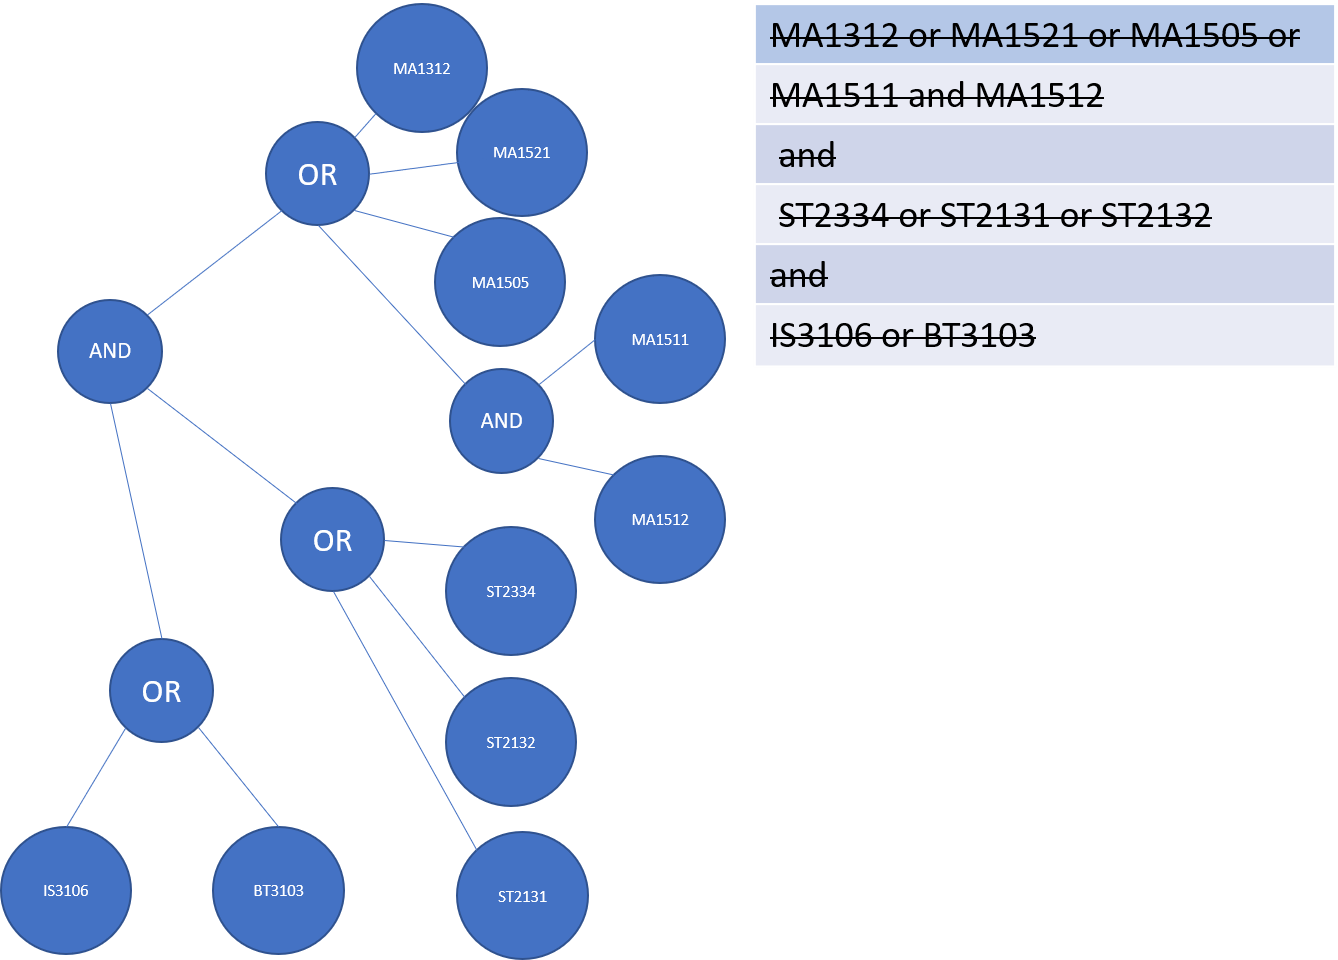 MA1312
MA1521
OR
MA1505
MA1511
AND
AND
MA1512
OR
ST2334
OR
ST2132
IS3106
BT3103
ST2131
MA1312 or MA1521 or MA1505 or
MA1511 and MA1512
and
ST2334 or ST2131 or ST2132
and
IS3106 or BT3103